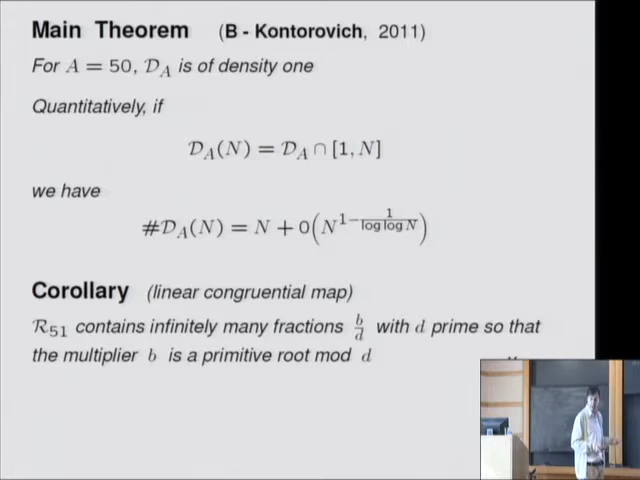 Main Theorem (B - Kontorovich, 2011)
For A = 50, 𝒟_A is of density one
Quantitatively, if
𝒟_A(N) = 𝒟_A ∩ [1, N]
we have
#𝒟_A(N) = N + 0(N^{1 - \frac{1}{log log N}})
Corollary (linear congruential map)
ℛ_51 contains infinitely many fractions \frac{b}{d} with d prime so that
the multiplier b is a primitive root mod d